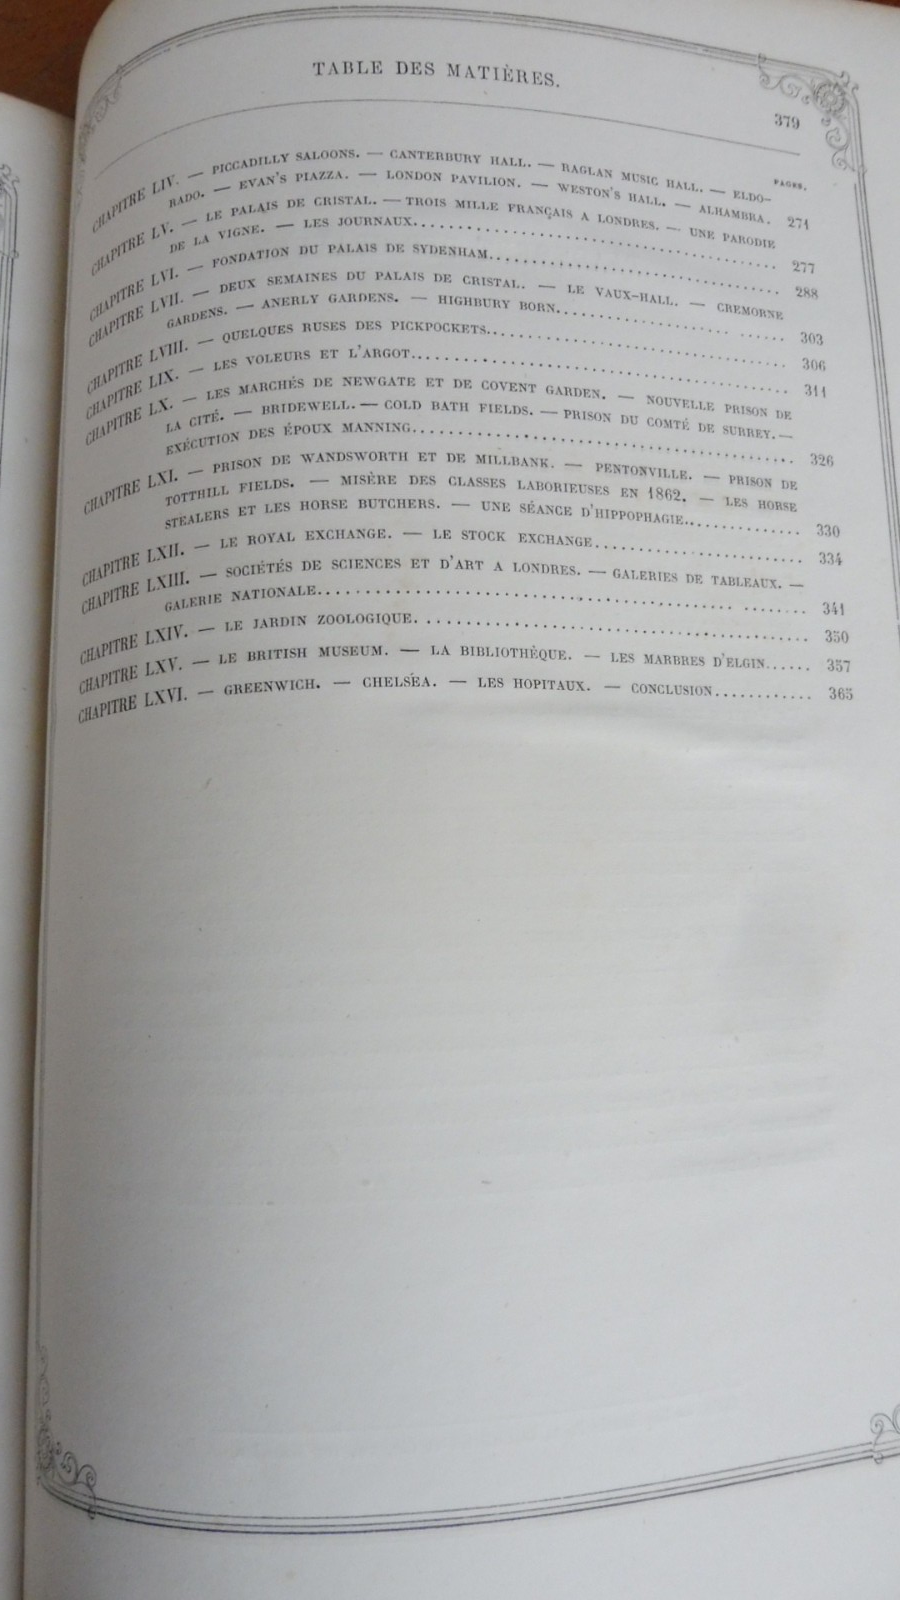 TABLE DES MATIÈRES.
379
PAGES.
CHAPITRE LIV. — PICCADILLY SALOONS. — CANTERBURY HALL. — RAGLAN MUSIC HALL. — ELDO-
RADO. — EVAN'S PIAZZA. — LONDON PAVILION. — WESTON'S HALL. — ALHAMBRA. 271
CHAPITRE LV. — LE PALAIS DE CRISTAL. — TROIS MILLE FRANÇAIS A LONDRES. — UNE PARODIE
DE LA VIGNE. — LES JOURNAUX. 277
CHAPITRE LVI. — FONDATION DU PALAIS DE SYDENHAM. 288
CHAPITRE LVII. — DEUX SEMAINES DU PALAIS DE CRISTAL. — LE VAUX-HALL. — CREMORNE
GARDENS. — ANERLY GARDENS. — HIGHBURY BORN. 303
CHAPITRE LVIII. — QUELQUES RUSES DES PICKPOCKETS. 306
CHAPITRE LIX. — LES VOLEURS ET L'ARGOT. 311
CHAPITRE LX. — LES MARCHÉS DE NEWGATE ET DE COVENT GARDEN. — NOUVELLE PRISON DE
LA CITÉ. — BRIDEWELL. — COLD BATH FIELDS. — PRISON DU COMTÉ DE SURREY. —
EXÉCUTION DES ÉPOUX MANNING. 326
CHAPITRE LXI. — PRISON DE WANDSWORTH ET DE MILLBANK. — PENTONVILLE. — PRISON DE
TOTTHILL FIELDS. — MISÈRE DES CLASSES LABORIEUSES EN 1862. — LES HORSE
STEALERS ET LES HORSE BUTCHERS. — UNE SÉANCE D'HIPPOPHAGIE. 330
CHAPITRE LXII. — LE ROYAL EXCHANGE. — LE STOCK EXCHANGE. 334
CHAPITRE LXIII. — SOCIÉTÉS DE SCIENCES ET D'ART A LONDRES. — GALERIES DE TABLEAUX. —
GALERIE NATIONALE. 341
CHAPITRE LXIV. — LE JARDIN ZOOLOGIQUE. 350
CHAPITRE LXV. — LE BRITISH MUSEUM. — LA BIBLIOTHÈQUE. — LES MARBRES D'ELGIN. 357
CHAPITRE LXVI. — GREENWICH. — CHELSÉA. — LES HOPITAUX. — CONCLUSION. 365